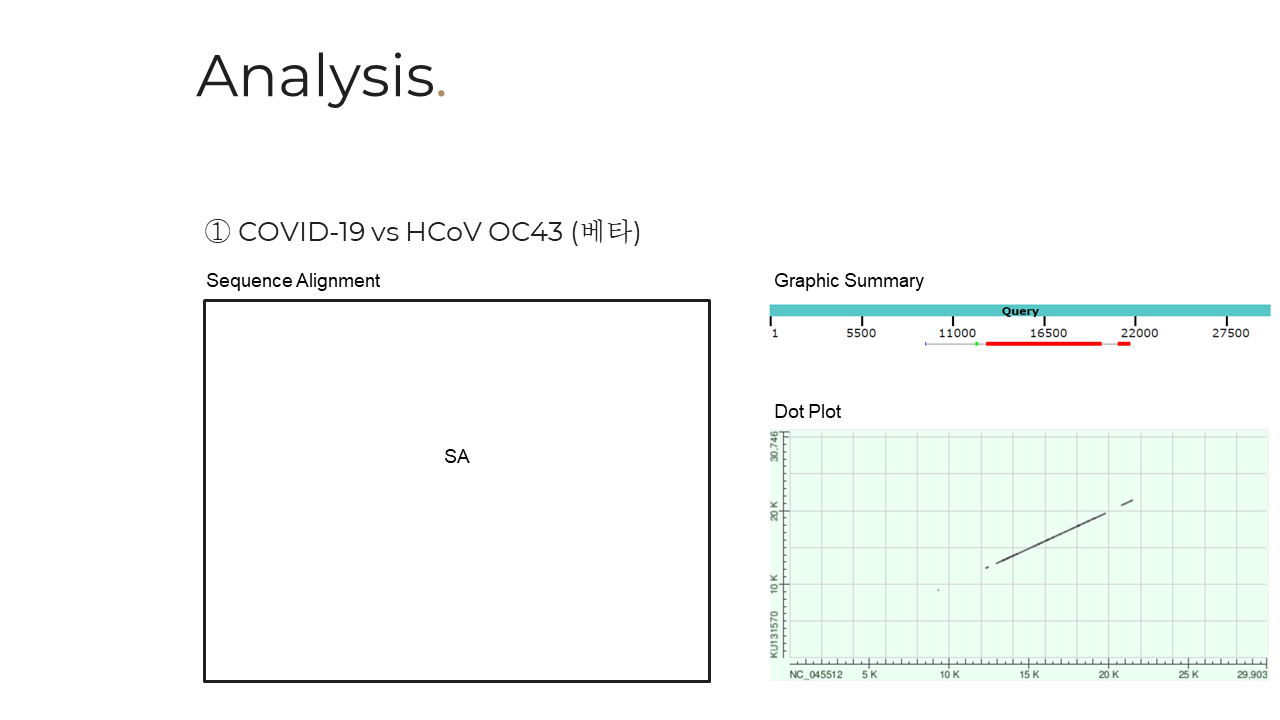 Analysis.
① COVID-19 vs HCoV OC43 (베타)
Sequence Alignment
SA
Graphic Summary
Query
1 5500 11000 16500 22000 27500
Dot Plot
30,746
20 K
10 K
KU131570
NC_045512 5 K 10 K 15 K 20 K 25 K 29,903